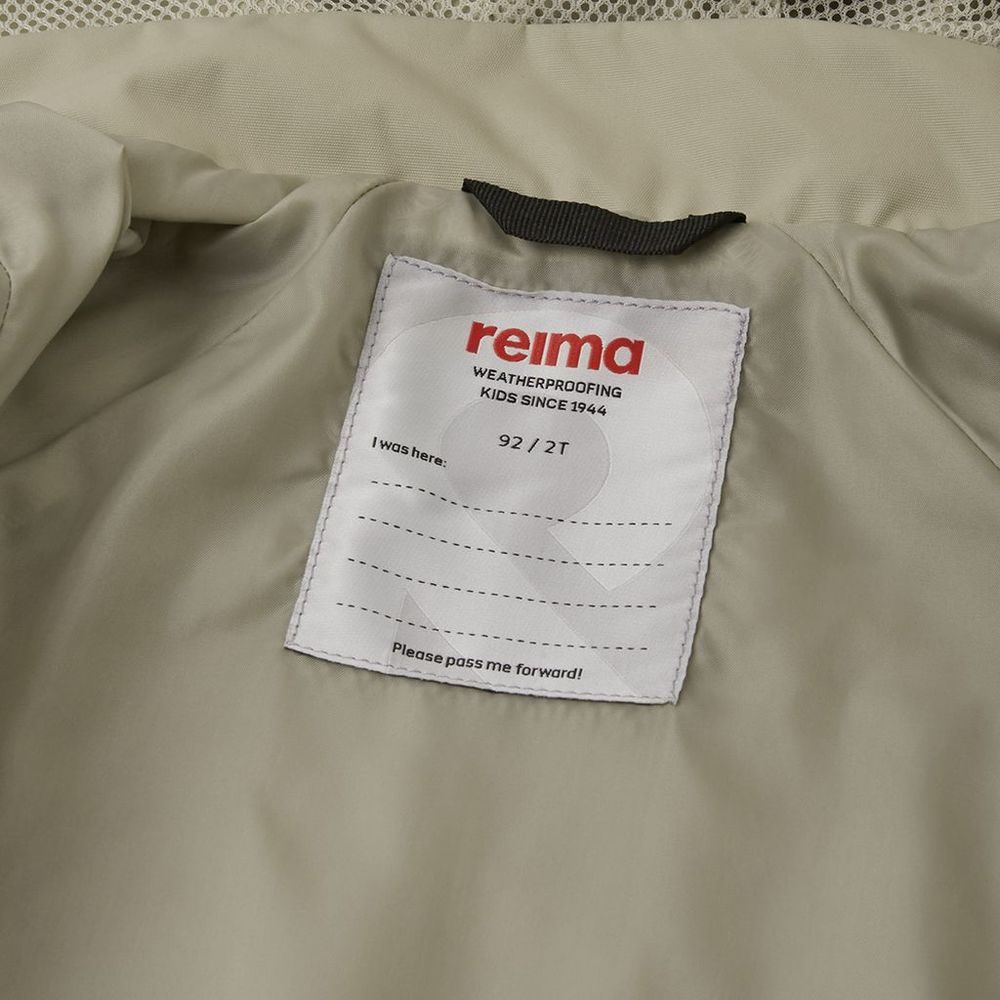 reima
WEATHERPROOFING
KIDS SINCE 1944
92 / 2T
I was here:
Please pass me forward!